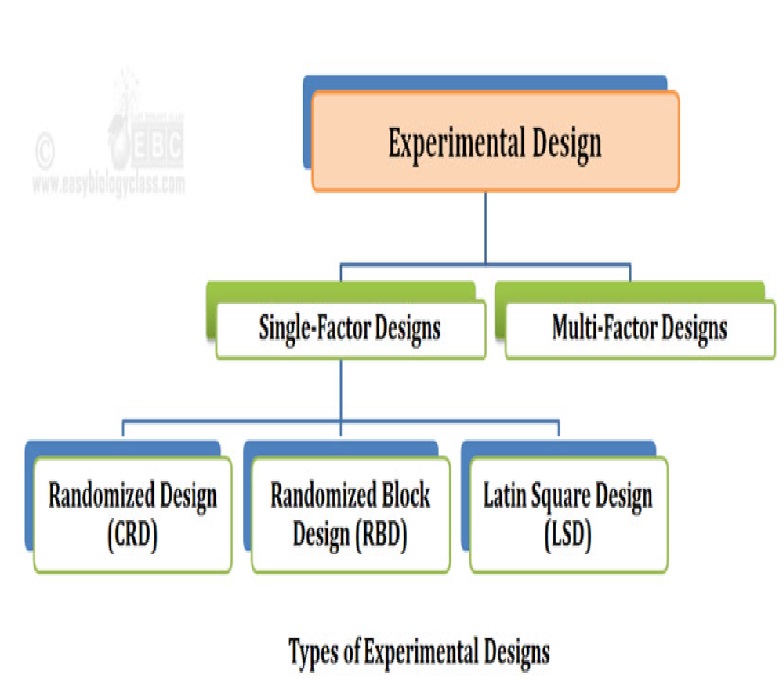 Experimental Design
©
EBC
www.easybiologyclass.com
Single-Factor Designs
Multi-Factor Designs
Randomized Design
(CRD)
Randomized Block
Design (RBD)
Latin Square Design
(LSD)
Types of Experimental Designs